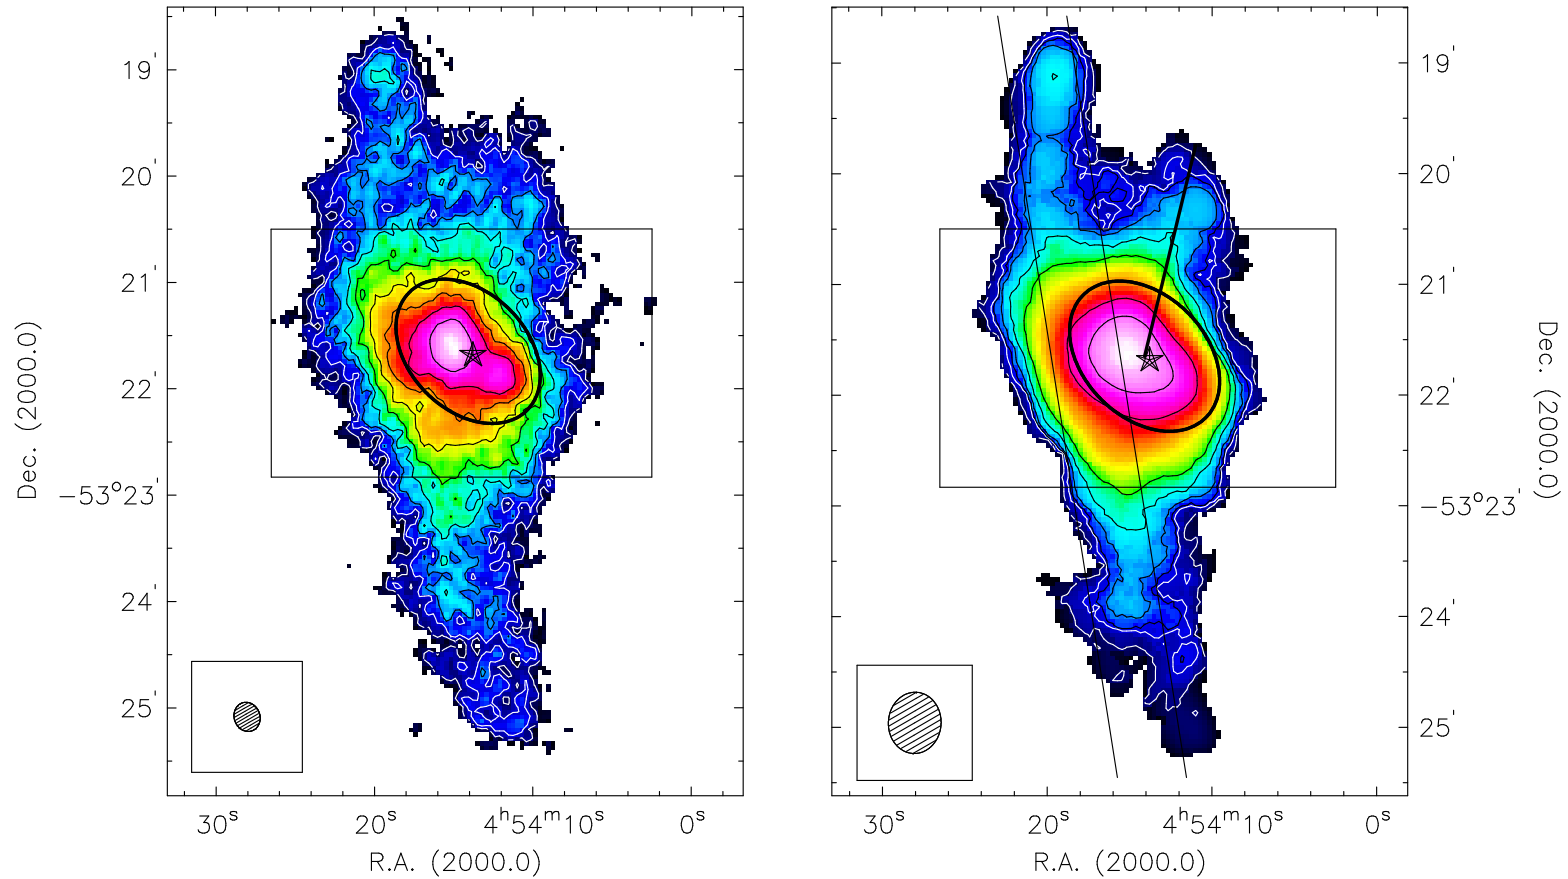 19'
20'
21'
22'
−53°23'
24'
25'
Dec. (2000.0)
30ˢ 20ˢ 4ʰ54ᵐ10ˢ 0ˢ
R.A. (2000.0)
19'
20'
21'
22'
−53°23'
24'
25'
Dec. (2000.0)
30ˢ 20ˢ 4ʰ54ᵐ10ˢ 0ˢ
R.A. (2000.0)